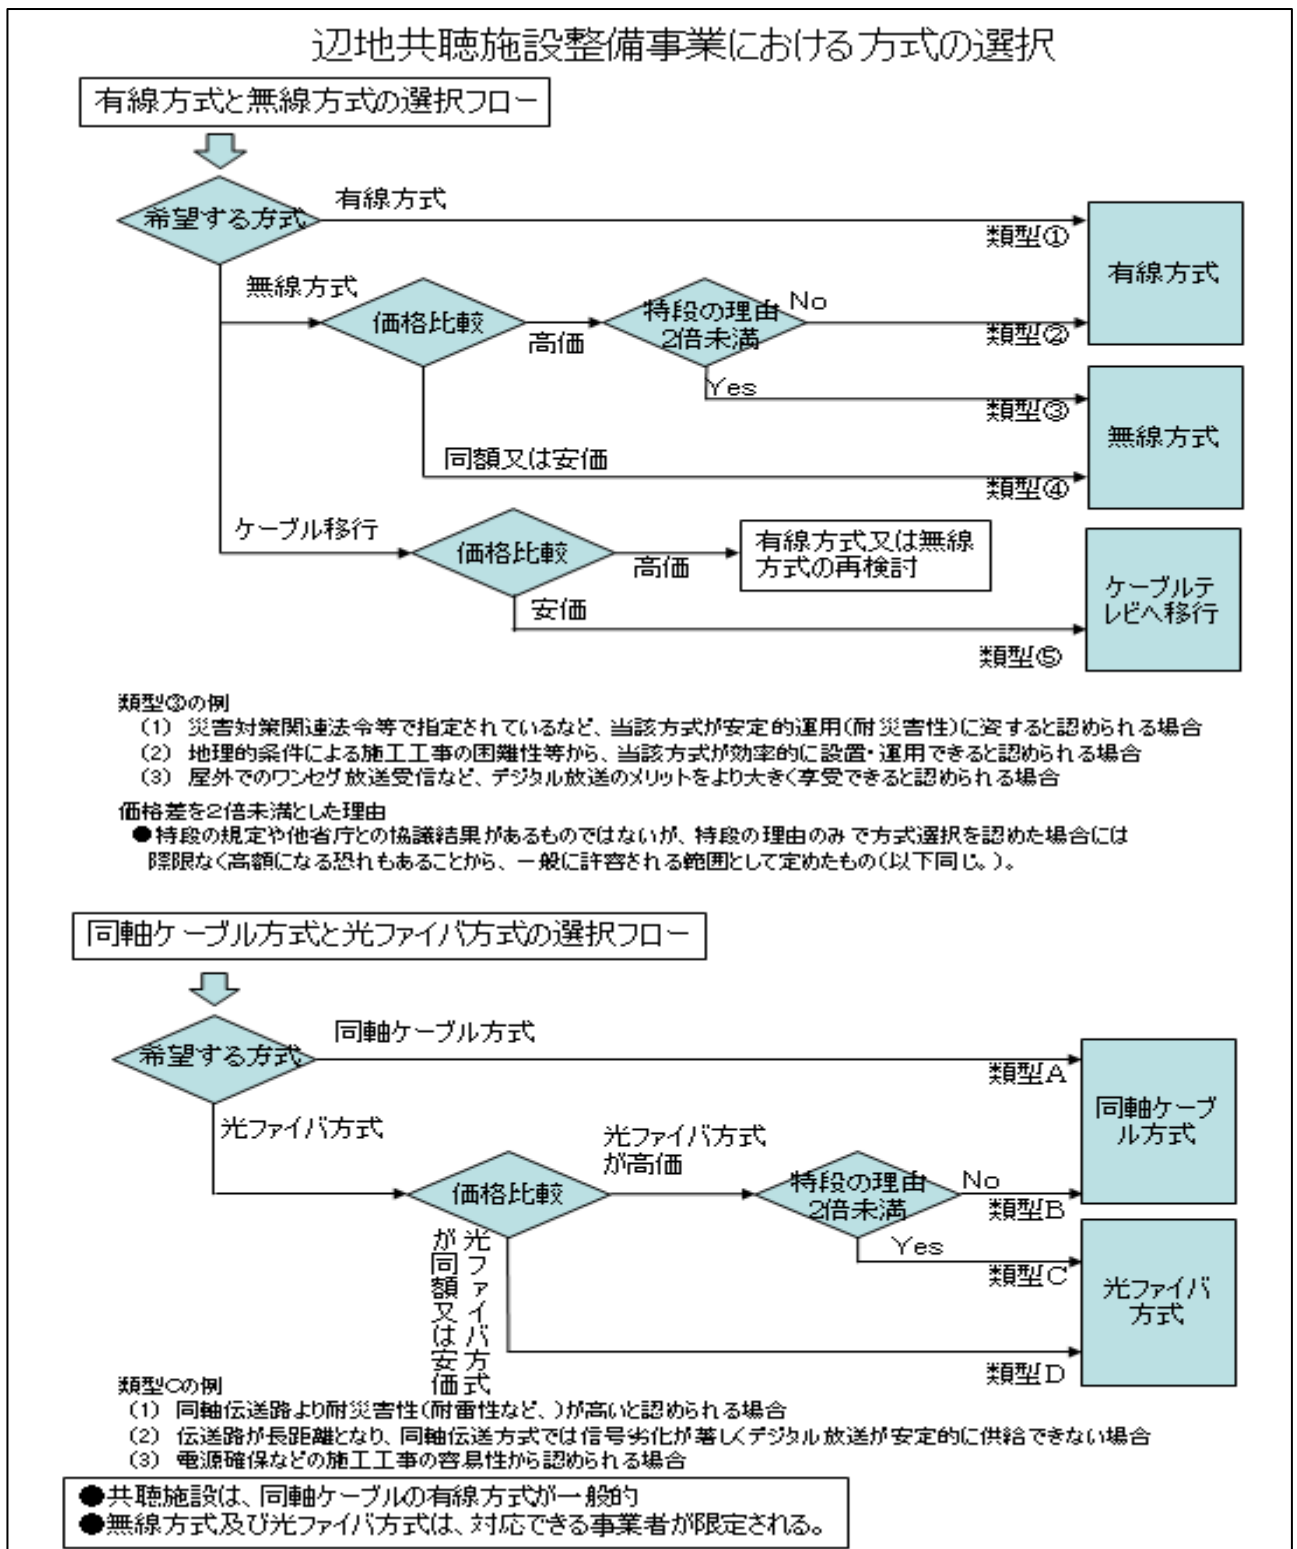 辺地共聴施設整備事業における方式の選択
有線方式と無線方式の選択フロー
希望する方式
有線方式
類型①
有線方式
無線方式
価格比較
高価
特段の理由
2倍未満
No
類型②
Yes
類型③
無線方式
同額又は安価
類型④
ケーブル移行
価格比較
高価
有線方式又は無線
方式の再検討
安価
類型⑤
ケーブルテ
レビへ移行
類型③の例
(1) 災害対策関連法令等で指定されているなど、当該方式が安定的運用(耐災害性)に資すると認められる場合
(2) 地理的条件による施工工事の困難性等から、当該方式が効率的に設置・運用できると認められる場合
(3) 屋外でのワンセグ放送受信など、デジタル放送のメリットをより大きく享受できると認められる場合
価格差を2倍未満とした理由
●特段の規定や他省庁との協議結果があるものではないが、特段の理由のみで方式選択を認めた場合には
際限なく高額になる恐れもあることから、一般に許容される範囲として定めたもの(以下同じ。)。
同軸ケーブル方式と光ファイバ方式の選択フロー
希望する方式
同軸ケーブル方式
類型A
同軸ケーブ
ル方式
光ファイバ方式
価格比較
光ファイバ方式
が高価
特段の理由
2倍未満
No
類型B
Yes
類型C
光ファイバ
方式
光ファイバ方式
が同額又は安価
類型D
類型Cの例
(1) 同軸伝送路より耐災害性(耐雷性など、)が高いと認められる場合
(2) 伝送路が長距離となり、同軸伝送方式では信号劣化が著しくデジタル放送が安定的に供給できない場合
(3) 電源確保などの施工工事の容易性から認められる場合
●共聴施設は、同軸ケーブルの有線方式が一般的
●無線方式及び光ファイバ方式は、対応できる事業者が限定される。